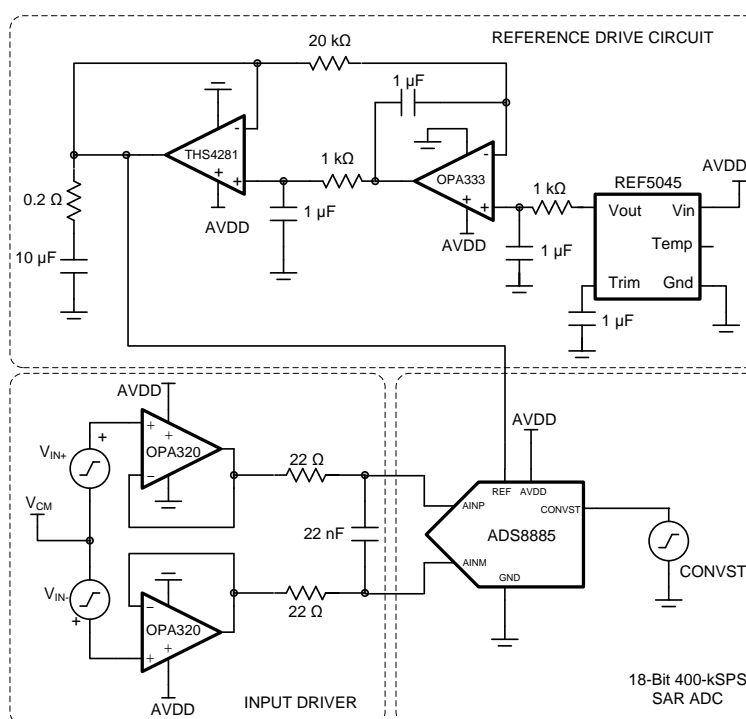 REFERENCE DRIVE CIRCUIT
20 kΩ
1 µF
THS4281
-
+
+
AVDD
1 kΩ
1 µF
OPA333
-
+
+
AVDD
1 kΩ
1 µF
REF5045
AVDD
Vout
Vin
Temp
Trim
Gnd
1 µF
0.2 Ω
10 µF
AVDD
VIN+
+
+
+
−
OPA320
VCM
22 Ω
22 nF
22 Ω
VIN-
+
−
+
+
OPA320
AVDD
INPUT DRIVER
AVDD
REF
AVDD
AINP
CONVST
ADS8885
AINM
GND
CONVST
18-Bit 400-kSPS
SAR ADC